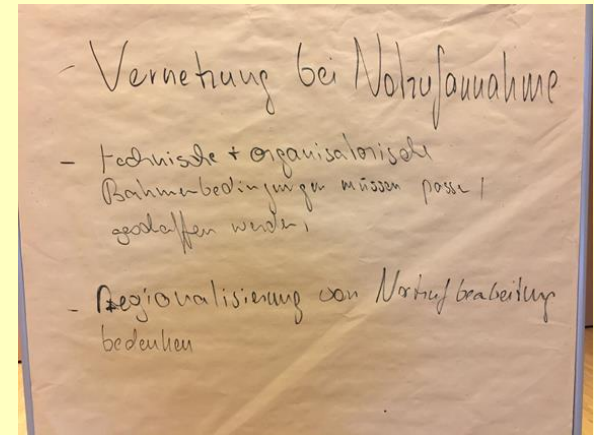 - Vernetzung bei Notrufannahme
- technische + organisatorische
Rahmenbedingungen müssen passen /
geschaffen werden,
- Regionalisierung von Notrufbearbeitung
bedenken